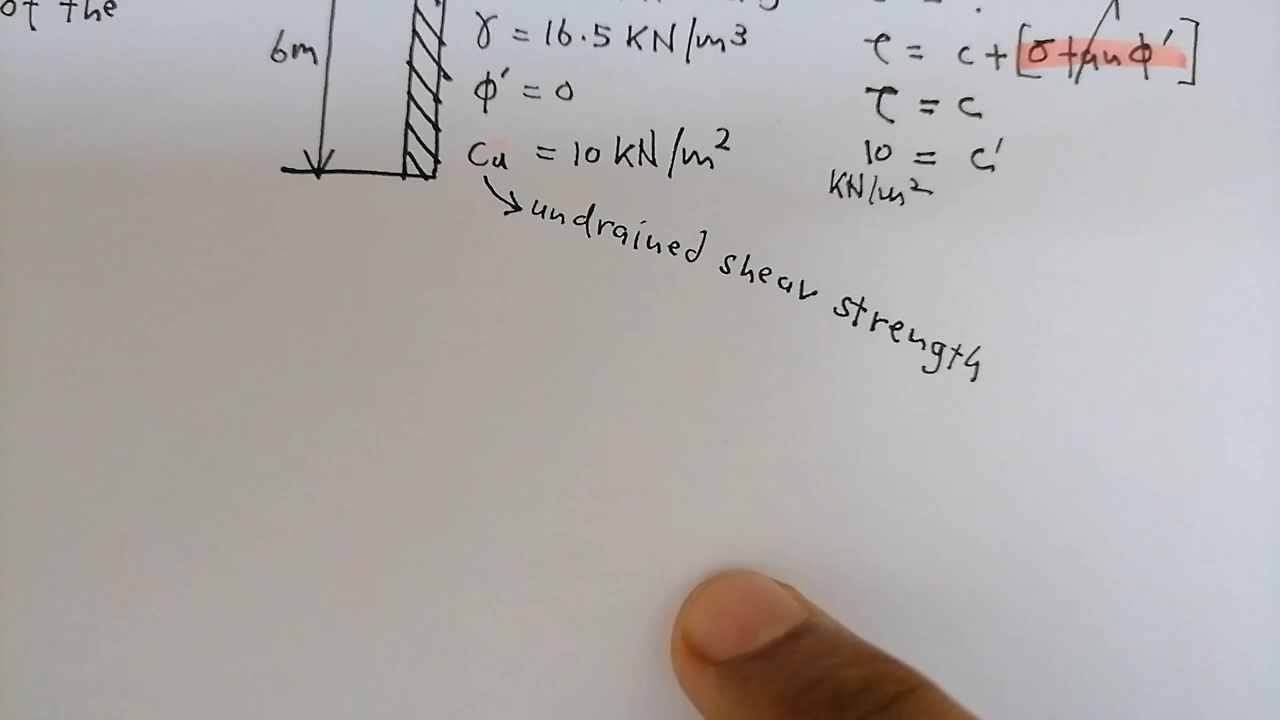 of the
6m
γ = 16.5 KN/m3
ϕ' = 0
Cu = 10 KN/m2
undrained shear strength
τ = c + [σ tan ϕ']
τ = c
10 = c'
KN/m2